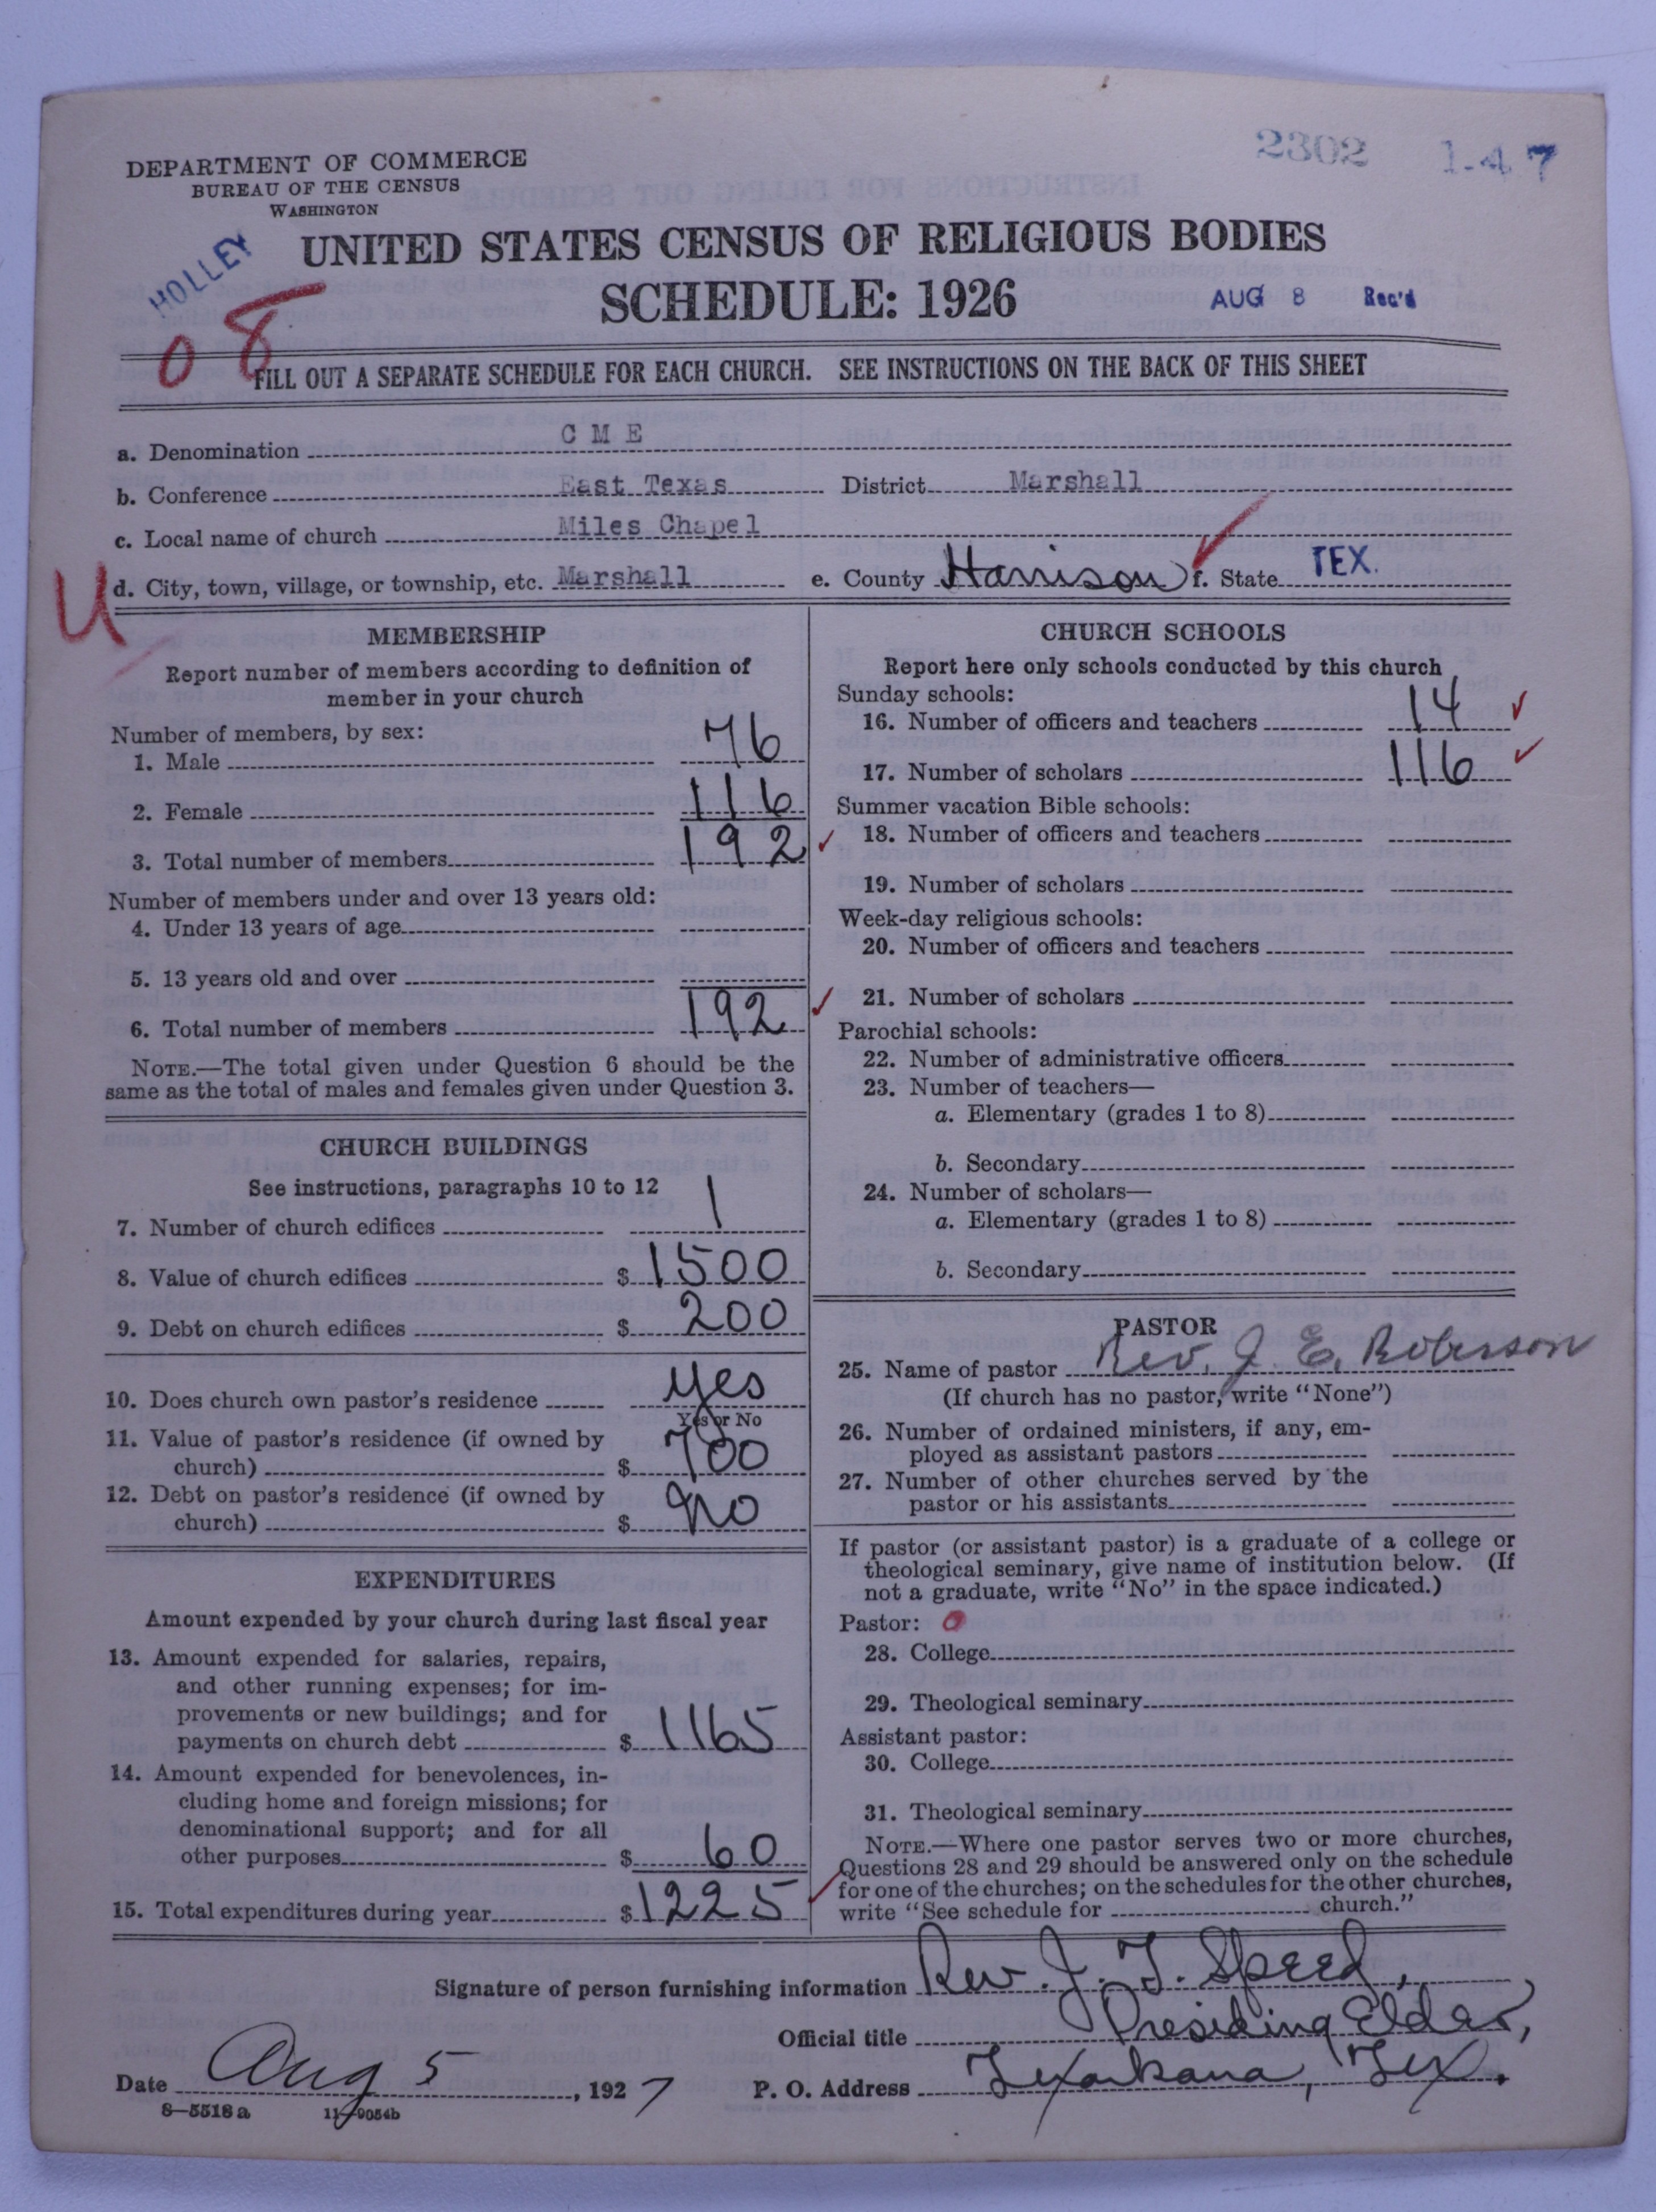 2302 1-47
DEPARTMENT OF COMMERCE
BUREAU OF THE CENSUS
WASHINGTON
HOLLEY
UNITED STATES CENSUS OF RELIGIOUS BODIES
SCHEDULE: 1926
AUG 8 Rec'd
08
FILL OUT A SEPARATE SCHEDULE FOR EACH CHURCH. SEE INSTRUCTIONS ON THE BACK OF THIS SHEET
a. Denomination C M E
b. Conference East Texas District Marshall
c. Local name of church Miles Chapel
U
d. City, town, village, or township, etc. Marshall e. County Harrison f. State TEX.
MEMBERSHIP
Report number of members according to definition of
member in your church
Number of members, by sex:
1. Male 76
2. Female 116
3. Total number of members 192
Number of members under and over 13 years old:
4. Under 13 years of age
5. 13 years old and over
6. Total number of members 192
NOTE.—The total given under Question 6 should be the
same as the total of males and females given under Question 3.
CHURCH BUILDINGS
See instructions, paragraphs 10 to 12
7. Number of church edifices 1
8. Value of church edifices $ 1500
9. Debt on church edifices $ 200
10. Does church own pastor's residence yes
Yes or No
11. Value of pastor's residence (if owned by
church) $ 700
12. Debt on pastor's residence (if owned by
church) $ No
EXPENDITURES
Amount expended by your church during last fiscal year
13. Amount expended for salaries, repairs,
and other running expenses; for im-
provements or new buildings; and for
payments on church debt $ 1165
14. Amount expended for benevolences, in-
cluding home and foreign missions; for
denominational support; and for all
other purposes $ 60
15. Total expenditures during year $ 1225
CHURCH SCHOOLS
Report here only schools conducted by this church
Sunday schools:
16. Number of officers and teachers 14
17. Number of scholars 116
Summer vacation Bible schools:
18. Number of officers and teachers
19. Number of scholars
Week-day religious schools:
20. Number of officers and teachers
21. Number of scholars
Parochial schools:
22. Number of administrative officers
23. Number of teachers—
a. Elementary (grades 1 to 8)
b. Secondary
24. Number of scholars—
a. Elementary (grades 1 to 8)
b. Secondary
PASTOR
25. Name of pastor Rev. J. E. Roberson
(If church has no pastor, write "None")
26. Number of ordained ministers, if any, em-
ployed as assistant pastors
27. Number of other churches served by the
pastor or his assistants
If pastor (or assistant pastor) is a graduate of a college or
theological seminary, give name of institution below. (If
not a graduate, write "No" in the space indicated.)
Pastor: 0
28. College
29. Theological seminary
Assistant pastor:
30. College
31. Theological seminary
NOTE.—Where one pastor serves two or more churches,
Questions 28 and 29 should be answered only on the schedule
for one of the churches; on the schedules for the other churches,
write "See schedule for church."
Signature of person furnishing information Rev. J. T. Speed,
Official title Presiding Elder,
Date Aug 5, 1927 P. O. Address Texarkana, Tex.
8—5518a 11—9054b